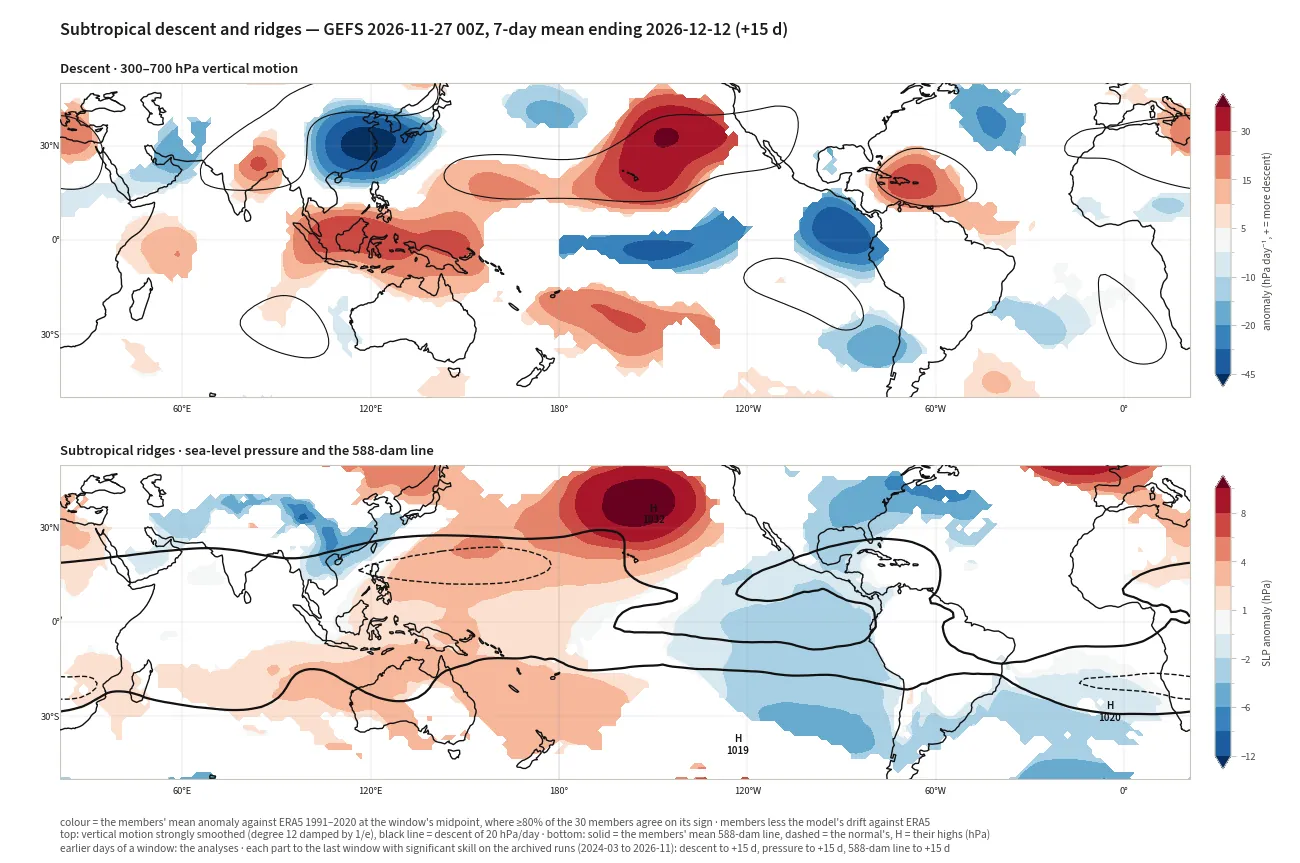 Subtropical descent and ridges — GEFS 2026-11-27 00Z, 7-day mean ending 2026-12-12 (+15 d)
Descent · 300–700 hPa vertical motion
30°N
0°
30°S
60°E
120°E
180°
120°W
60°W
0°
30
15
5
−10
−20
−45
anomaly (hPa day⁻¹, + = more descent)
Subtropical ridges · sea-level pressure and the 588-dam line
30°N
0°
30°S
H
1032
H
1019
H
1020
60°E
120°E
180°
120°W
60°W
0°
8
4
1
−2
−6
−12
SLP anomaly (hPa)
colour = the members' mean anomaly against ERA5 1991–2020 at the window's midpoint, where ≥80% of the 30 members agree on its sign · members less the model's drift against ERA5
top: vertical motion strongly smoothed (degree 12 damped by 1/e), black line = descent of 20 hPa/day · bottom: solid = the members' mean 588-dam line, dashed = the normal's, H = their highs (hPa)
earlier days of a window: the analyses · each part to the last window with significant skill on the archived runs (2024-03 to 2026-11): descent to +15 d, pressure to +15 d, 588-dam line to +15 d